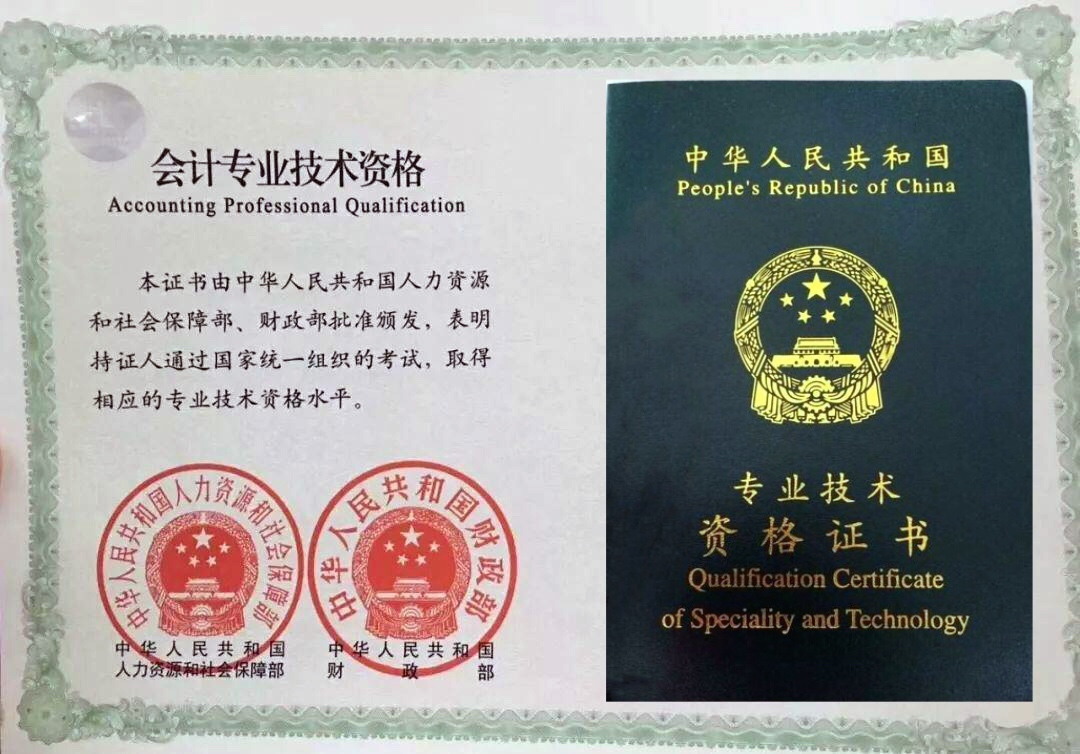 会计专业技术资格
Accounting Professional Qualification
本证书由中华人民共和国人力资源
和社会保障部、财政部批准颁发，表明
持证人通过国家统一组织的考试，取得
相应的专业技术资格水平。
中华人民共和国人力资源和社会保障部
中华人民共和国财政部
中华人民共和国
人力资源和社会保障部
中华人民共和国
财政部
中华人民共和国
People's Republic of China
专业技术
资格证书
Qualification Certificate
of Speciality and Technology